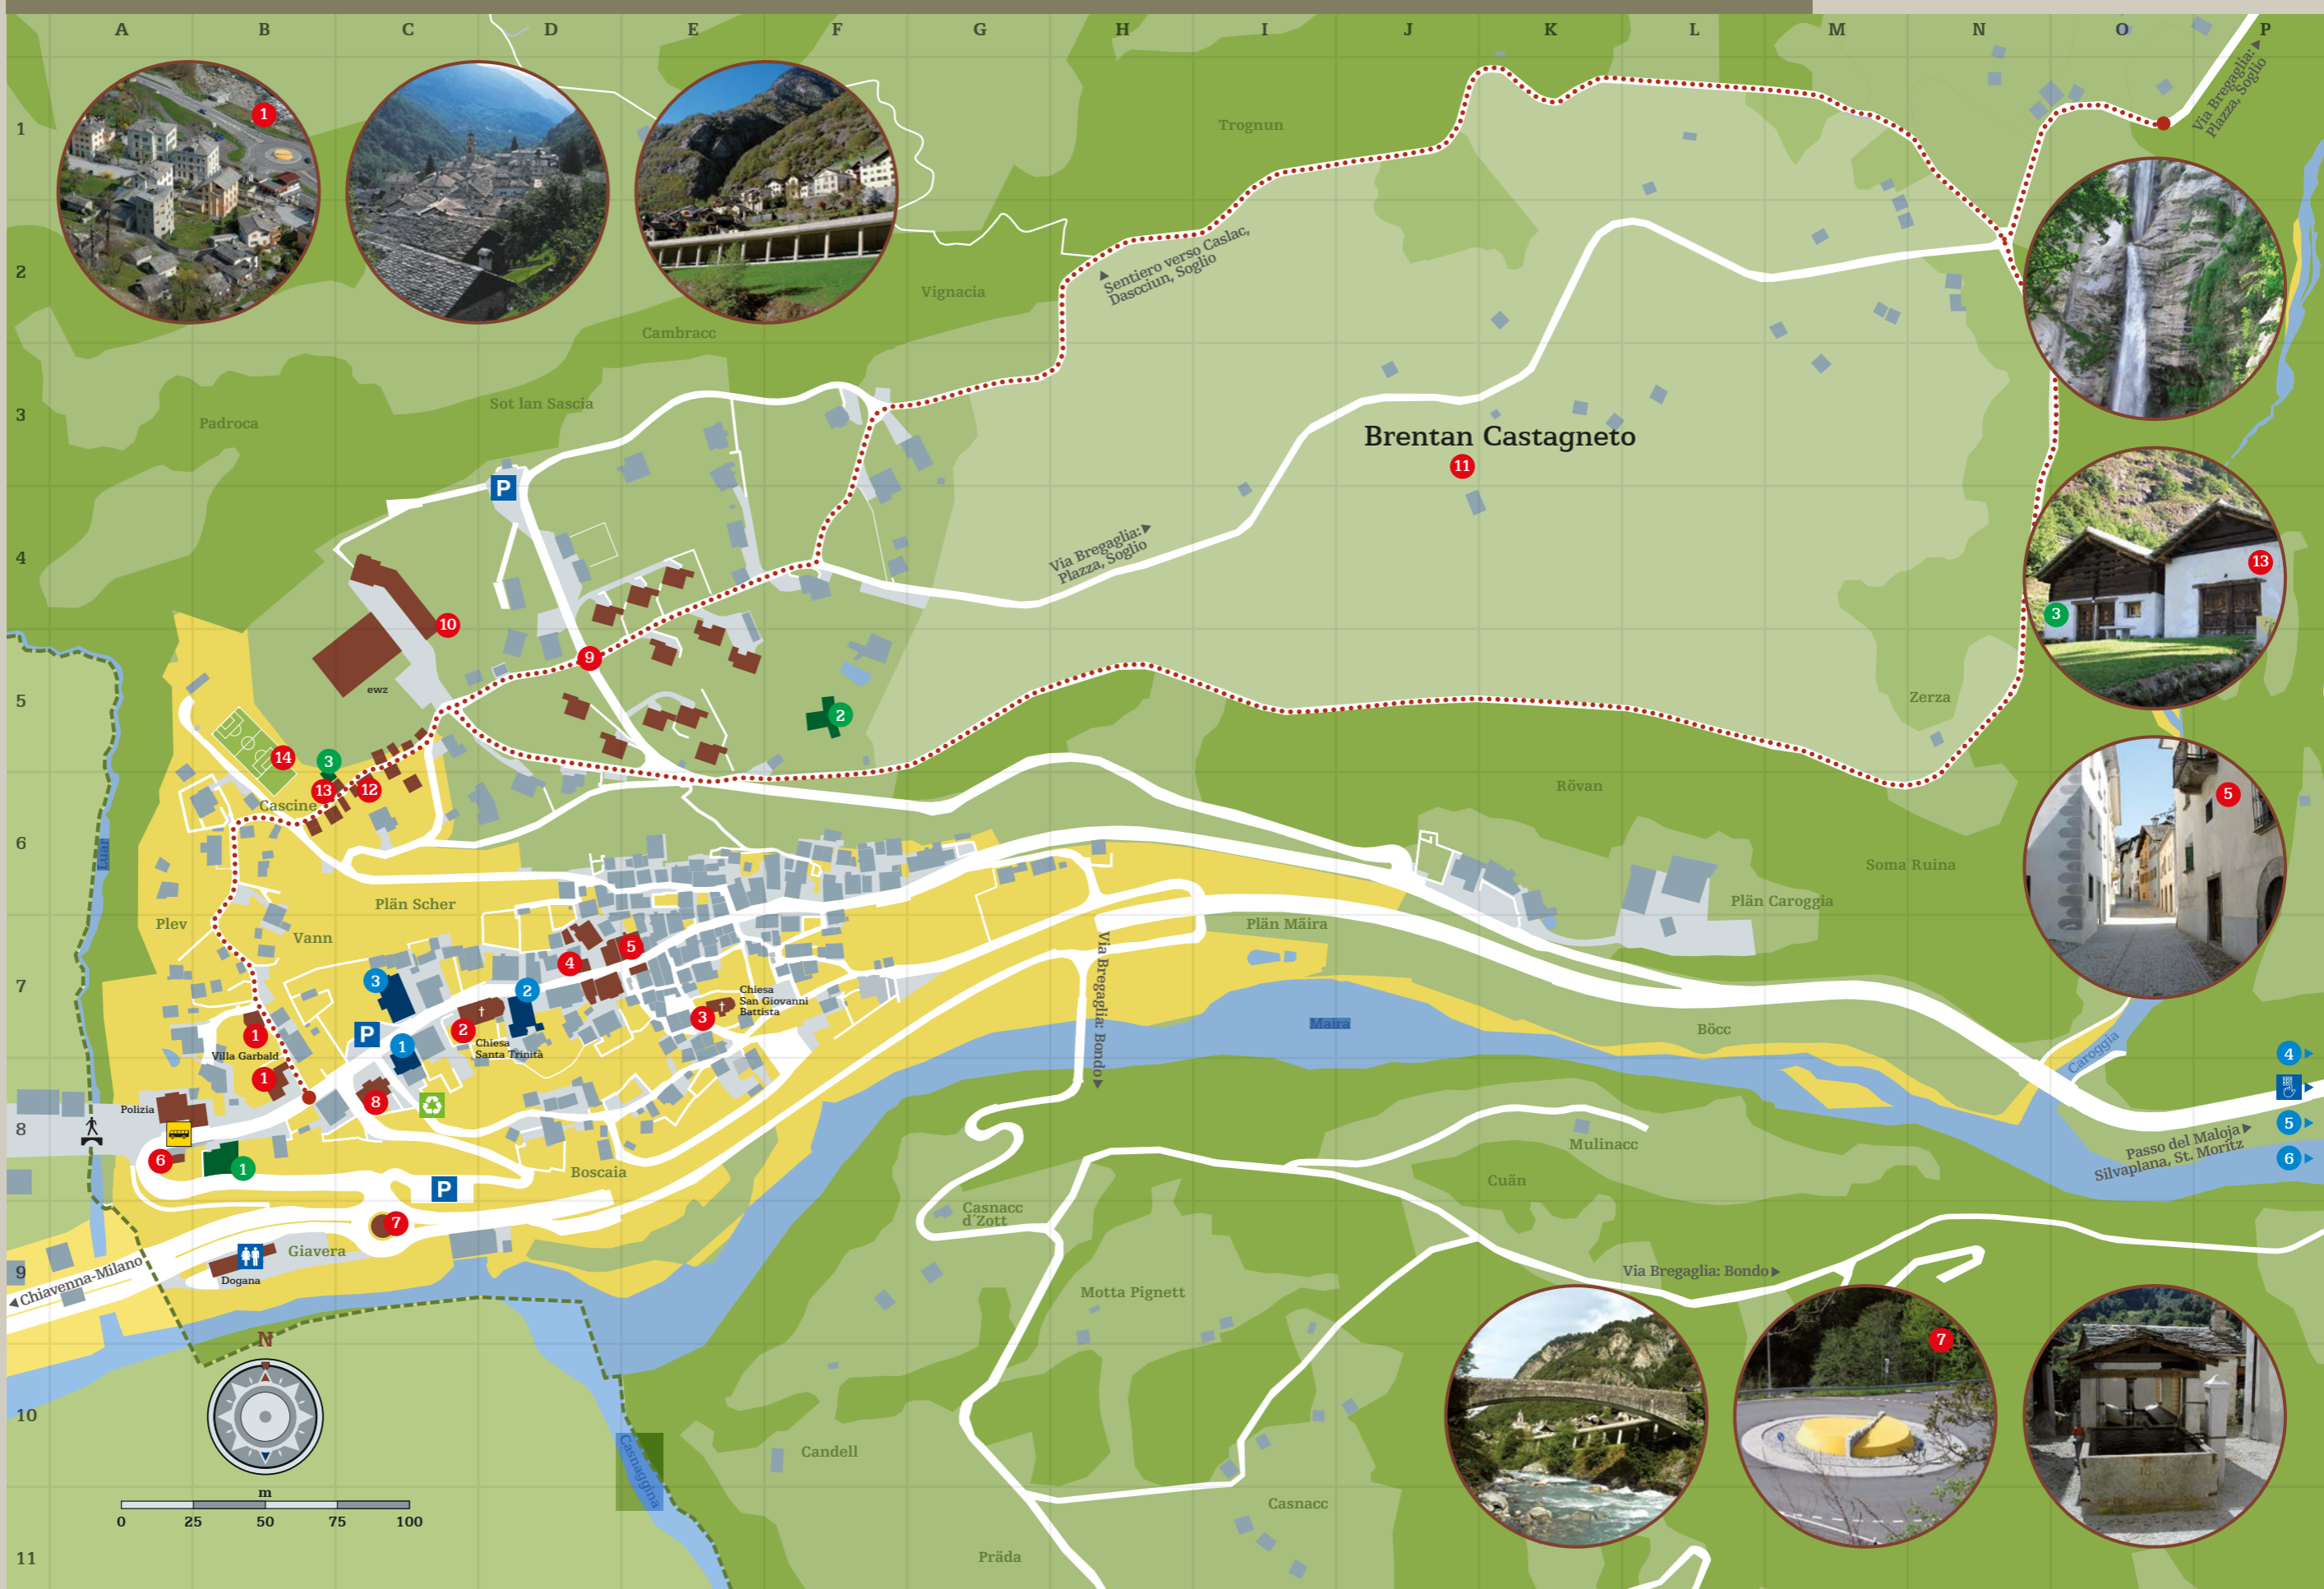 A B C D E F G H I J K L M N O P
1
2
3
4
5
6
7
8
9
10
11
1
Trognun
Via Bregaglia:
Plazza, Soglio
Sentiero verso Caslac,
Dascciun, Soglio
Vignacia
Cambracc
Sot lan Sascia
Padroca
P
Brentan Castagneto
11
Via Bregaglia:
Plazza, Soglio
13
3
10
9
ewz
2
Zerza
14
3
13
12
Cascine
Rövan
5
Luar
Soma Ruina
Plän Scher
Plän Caroggia
Plev
Vann
Plän Mäira
5
4
3
2
Chiesa
San Giovanni
Battista
3
Via Bregaglia: Bondo
Maira
Böcc
2
Chiesa
Santa Trinità
P
1
1
Villa Garbald
1
Caroggia
4
8
Polizia
5
6
Passo del Maloja
Silvaplana, St. Moritz
6
1
Boscaia
Mulinacc
Cuän
P
7
Casnacc
d´Zott
Giavera
Dogana
Chiavenna-Milano
Via Bregaglia: Bondo
Motta Pignett
N
7
Candell
Casnaggina
Casnacc
m
0 25 50 75 100
Präda